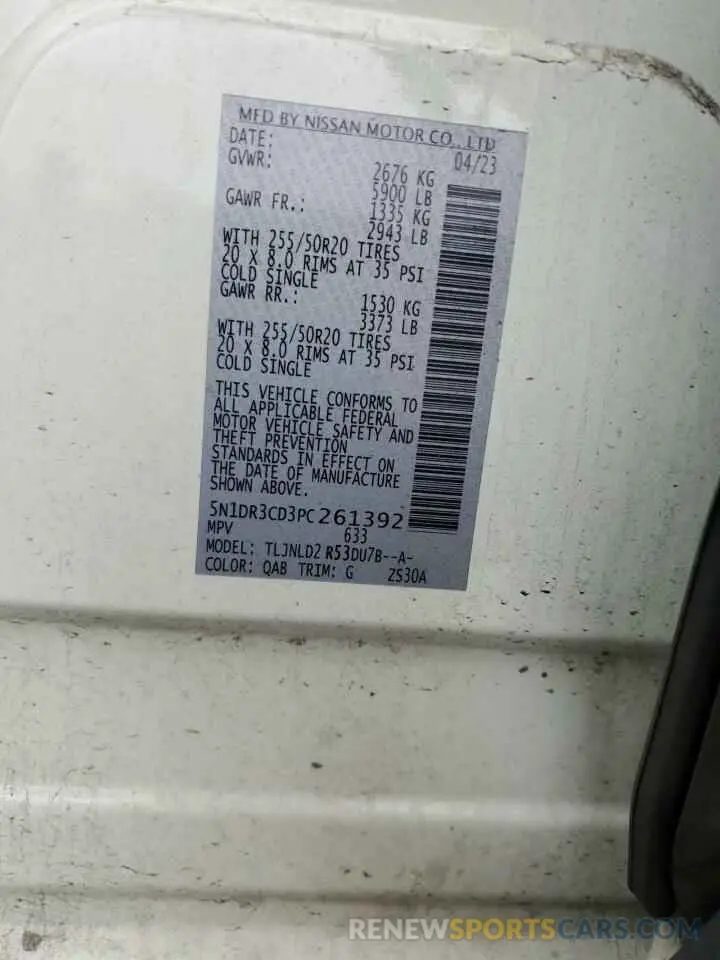 MFD BY NISSAN MOTOR CO., LTD
DATE: 04/23
GVWR: 2676 KG
5900 LB
GAWR FR.: 1335 KG
2943 LB
WITH 255/50R20 TIRES
20 X 8.0 RIMS AT 35 PSI
COLD SINGLE
GAWR RR.: 1530 KG
3373 LB
WITH 255/50R20 TIRES
20 X 8.0 RIMS AT 35 PSI
COLD SINGLE
THIS VEHICLE CONFORMS TO
ALL APPLICABLE FEDERAL
MOTOR VEHICLE SAFETY AND
THEFT PREVENTION
STANDARDS IN EFFECT ON
THE DATE OF MANUFACTURE
SHOWN ABOVE.
5N1DR3CD3PC261392
MPV 633
MODEL: TLJNLD2 R53DU7B--A-
COLOR: QAB TRIM: G 2S30A
RENEWSPORTSCARS.COM